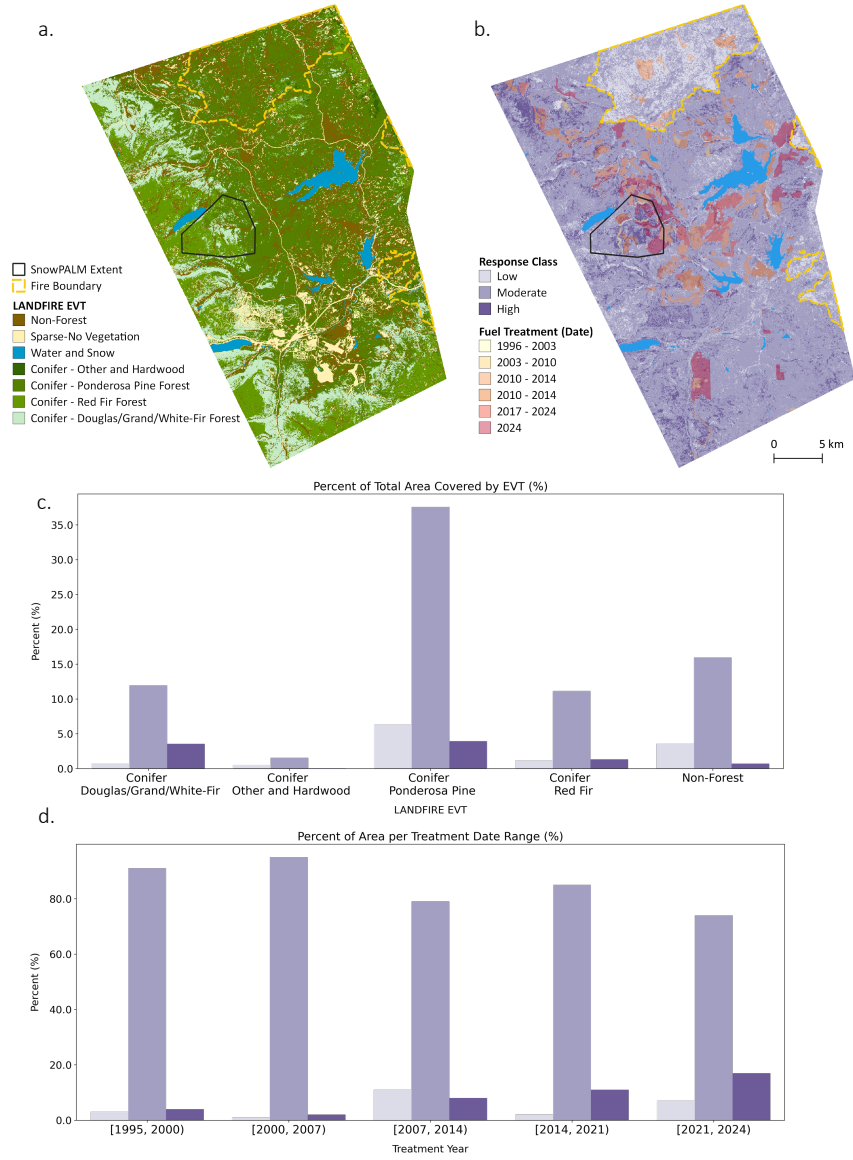 a.
SnowPALM Extent
Fire Boundary
LANDFIRE EVT
Non-Forest
Sparse-No Vegetation
Water and Snow
Conifer - Other and Hardwood
Conifer - Ponderosa Pine Forest
Conifer - Red Fir Forest
Conifer - Douglas/Grand/White-Fir Forest
b.
Response Class
Low
Moderate
High
Fuel Treatment (Date)
1996 - 2003
2003 - 2010
2010 - 2014
2010 - 2014
2017 - 2024
2024
0 5 km
c.
Percent of Total Area Covered by EVT (%)
Percent (%)
35.0
30.0
25.0
20.0
15.0
10.0
5.0
0.0
Conifer
Douglas/Grand/White-Fir
Conifer
Other and Hardwood
Conifer
Ponderosa Pine
Conifer
Red Fir
Non-Forest
LANDFIRE EVT
d.
Percent of Area per Treatment Date Range (%)
Percent (%)
80.0
60.0
40.0
20.0
0.0
[1995, 2000)
[2000, 2007)
[2007, 2014)
[2014, 2021)
[2021, 2024)
Treatment Year